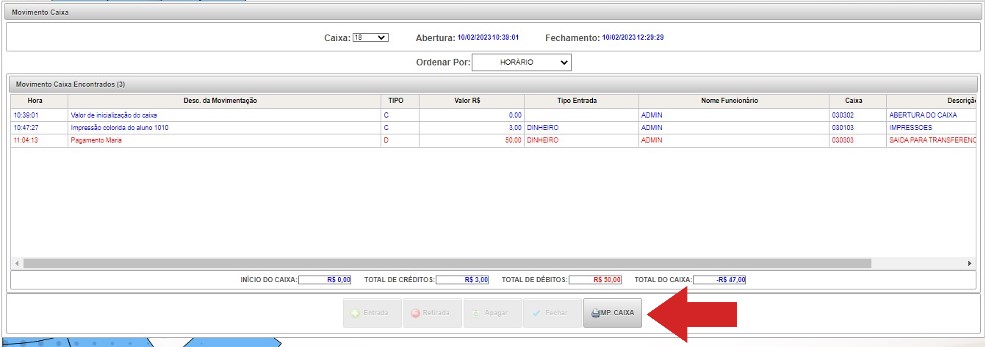 Movimento Caixa
Caixa: 18 Abertura: 10/02/2023 10:39:01 Fechamento: 10/02/2023 12:29:29
Ordenar Por: HORÁRIO
Movimento Caixa Encontrados (3)
Hora Desc. da Movimentação TIPO Valor R$ Tipo Entrada Nome Funcionário Caixa Descriçã
10:39:01 Valor de inicialização do caixa C 0,00 ADMIN 030302 ABERTURA DO CAIXA
10:47:27 Impressão colorida do aluno 1010 C 3,00 DINHEIRO ADMIN 030103 IMPRESSOES
11:04:13 Pagamento Maria D 50,00 DINHEIRO ADMIN 030303 SAIDA PARA TRANSFERENC
INÍCIO DO CAIXA: R$ 0,00 TOTAL DE CRÉDITOS: R$ 3,00 TOTAL DE DÉBITOS: R$ 50,00 TOTAL DO CAIXA: -R$ 47,00
Entrada Retirada Apagar Fechar IMP. CAIXA